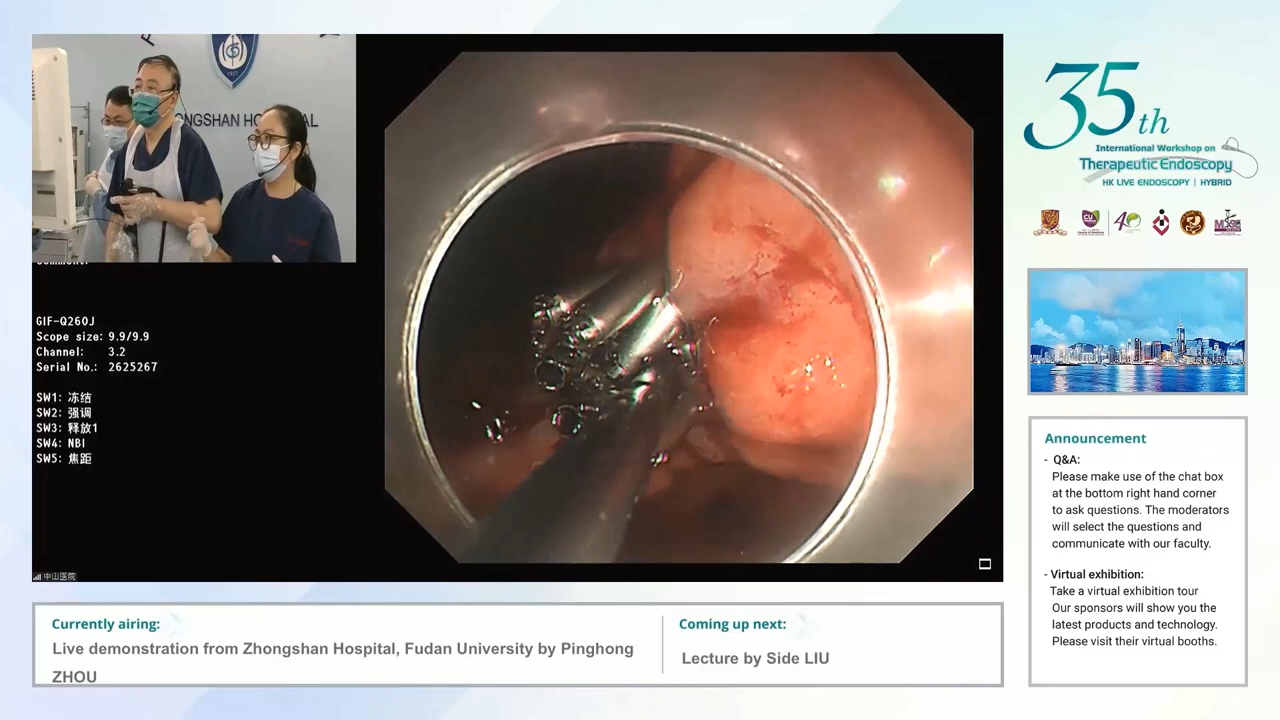 1937
ONGSHAN HOSPITAL
Comment:
GIF-Q260J
Scope size: 9.9/9.9
Channel: 3.2
Serial No.: 2625267
SW1: 冻结
SW2: 强调
SW3: 释放1
SW4: NBI
SW5: 焦距
中山医院
35th
International Workshop on
Therapeutic Endoscopy
HK LIVE ENDOSCOPY | HYBRID
Announcement
- Q&A:
Please make use of the chat box
at the bottom right hand corner
to ask questions. The moderators
will select the questions and
communicate with our faculty.
- Virtual exhibition:
Take a virtual exhibition tour
Our sponsors will show you the
latest products and technology.
Please visit their virtual booths.
Currently airing:
Live demonstration from Zhongshan Hospital, Fudan University by Pinghong
ZHOU
Coming up next:
Lecture by Side LIU